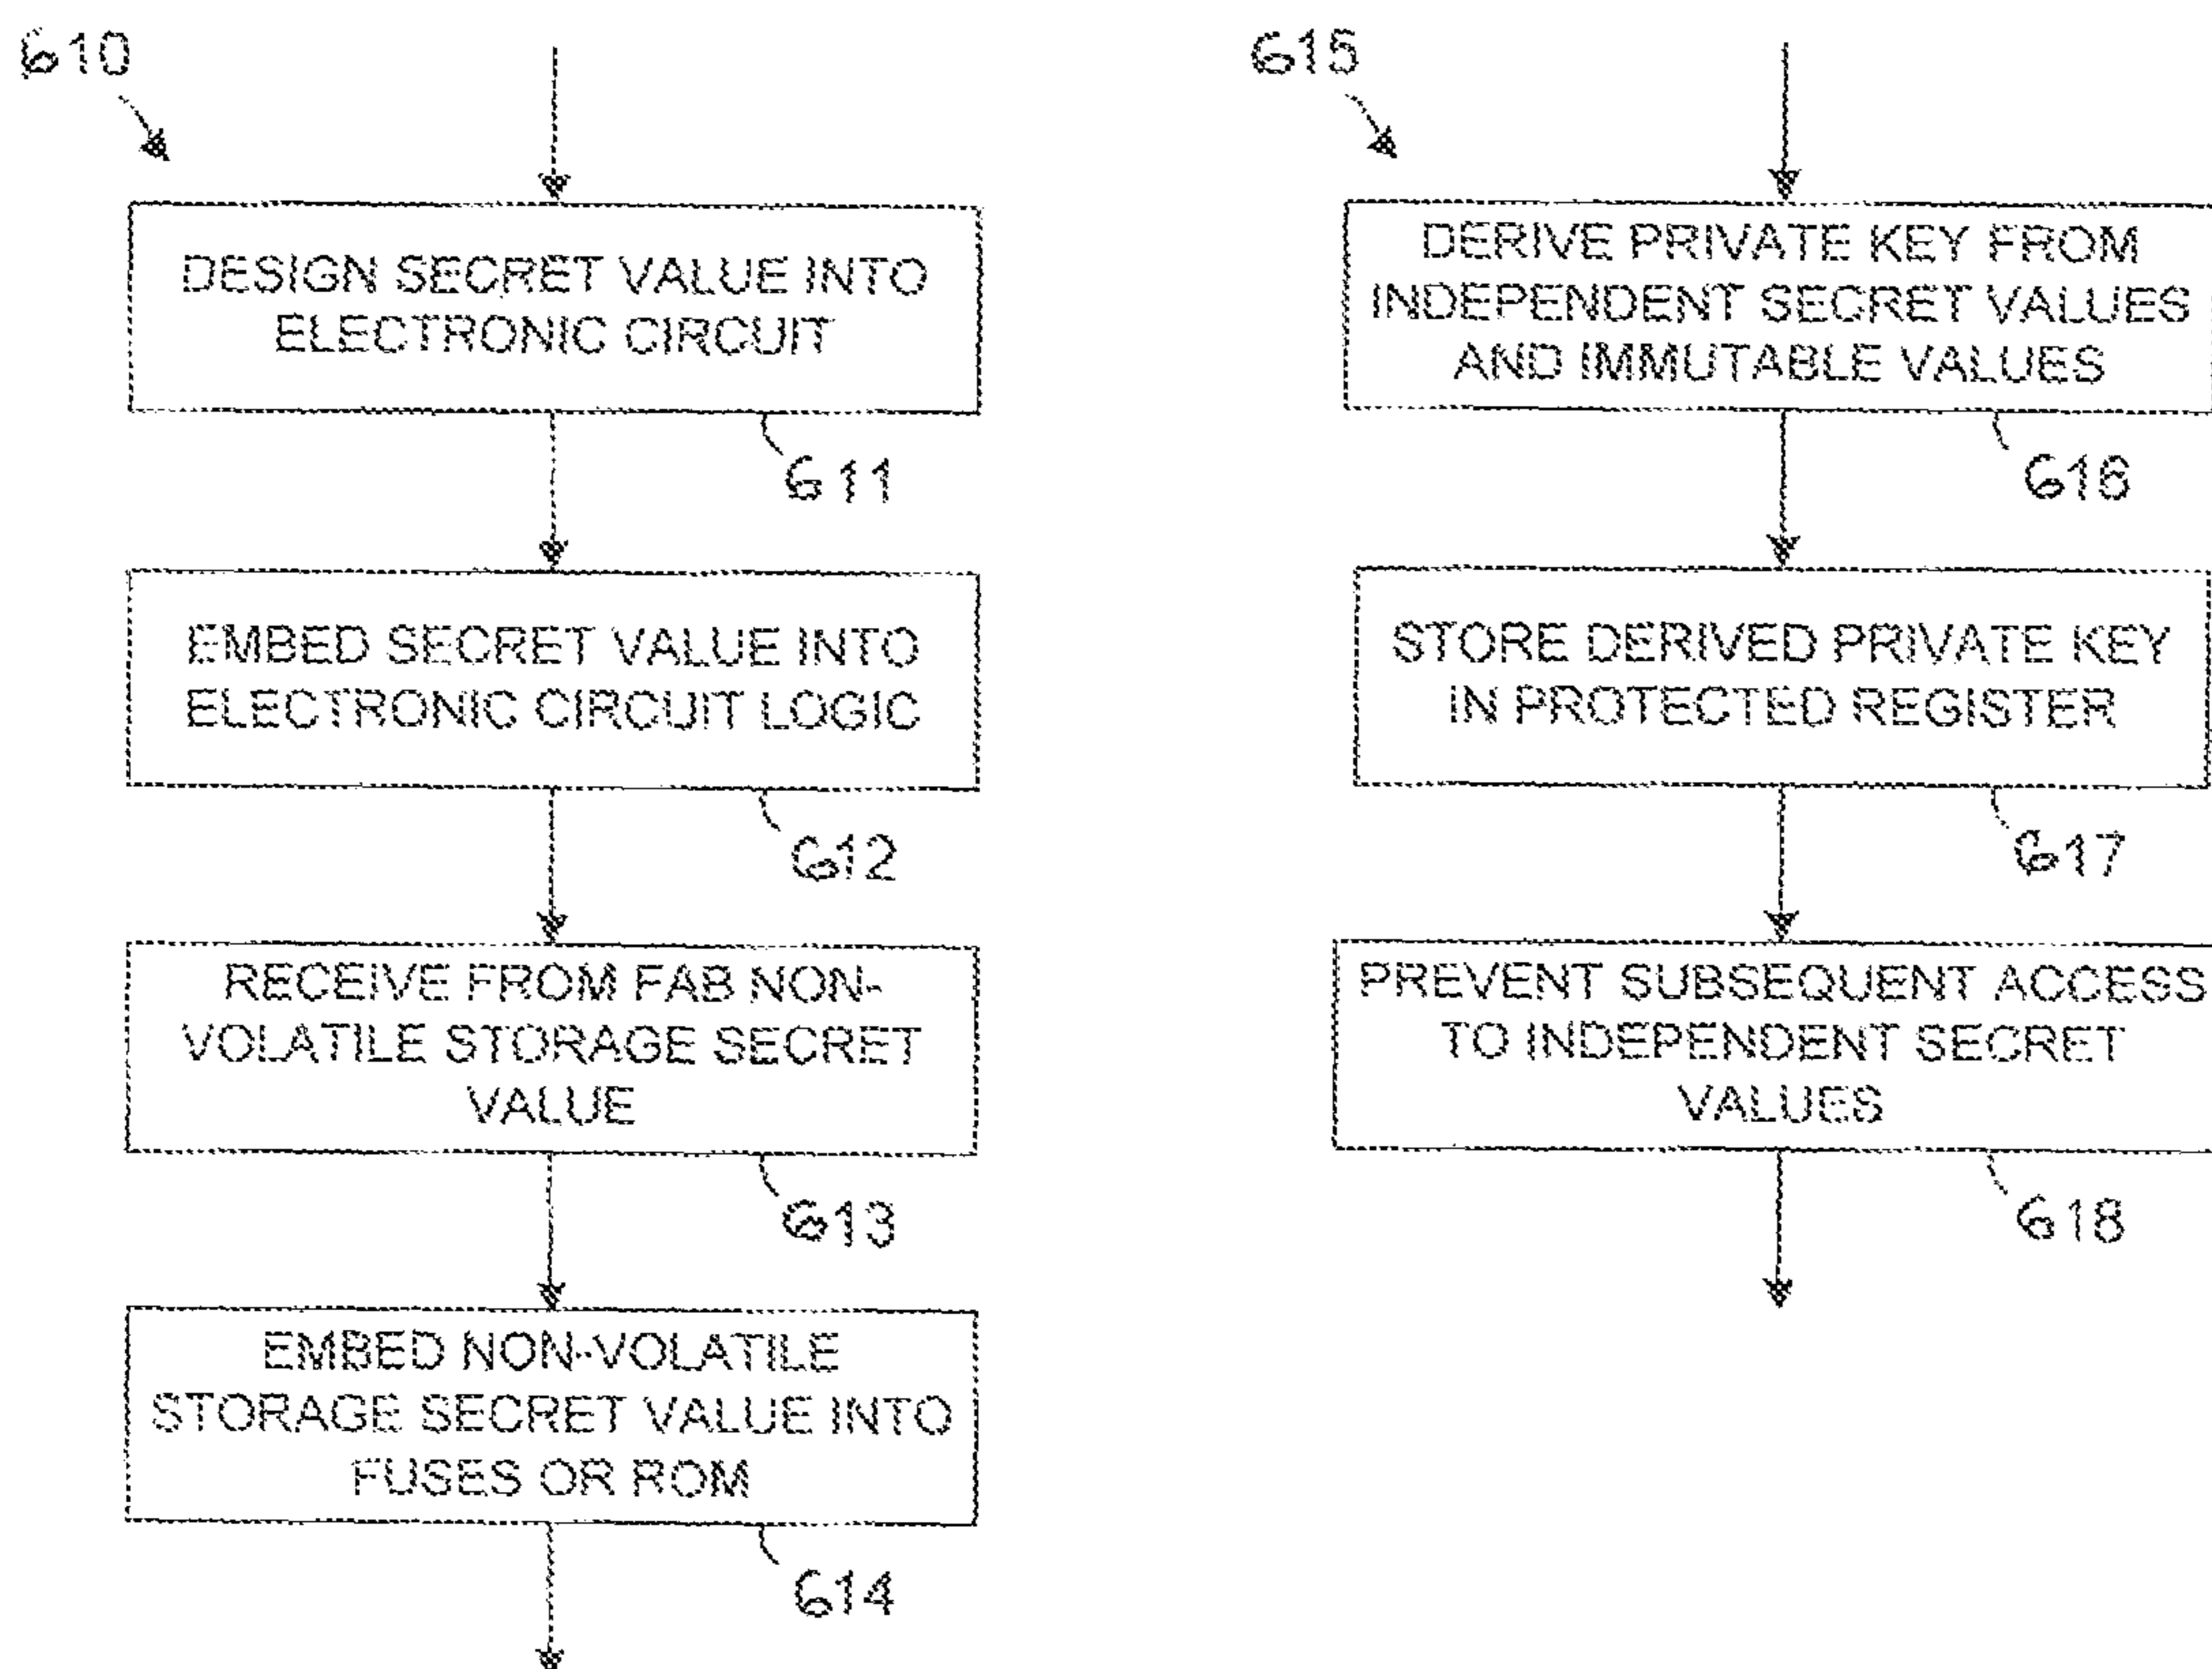 610
DESIGN SECRET VALUE INTO
ELECTRONIC CIRCUIT
611
EMBED SECRET VALUE INTO
ELECTRONIC CIRCUIT LOGIC
612
RECEIVE FROM FAB NON-
VOLATILE STORAGE SECRET
VALUE
613
EMBED NON-VOLATILE
STORAGE SECRET VALUE INTO
FUSES OR ROM
614
615
DERIVE PRIVATE KEY FROM
INDEPENDENT SECRET VALUES
AND IMMUTABLE VALUES
616
STORE DERIVED PRIVATE KEY
IN PROTECTED REGISTER
617
PREVENT SUBSEQUENT ACCESS
TO INDEPENDENT SECRET
VALUES
618